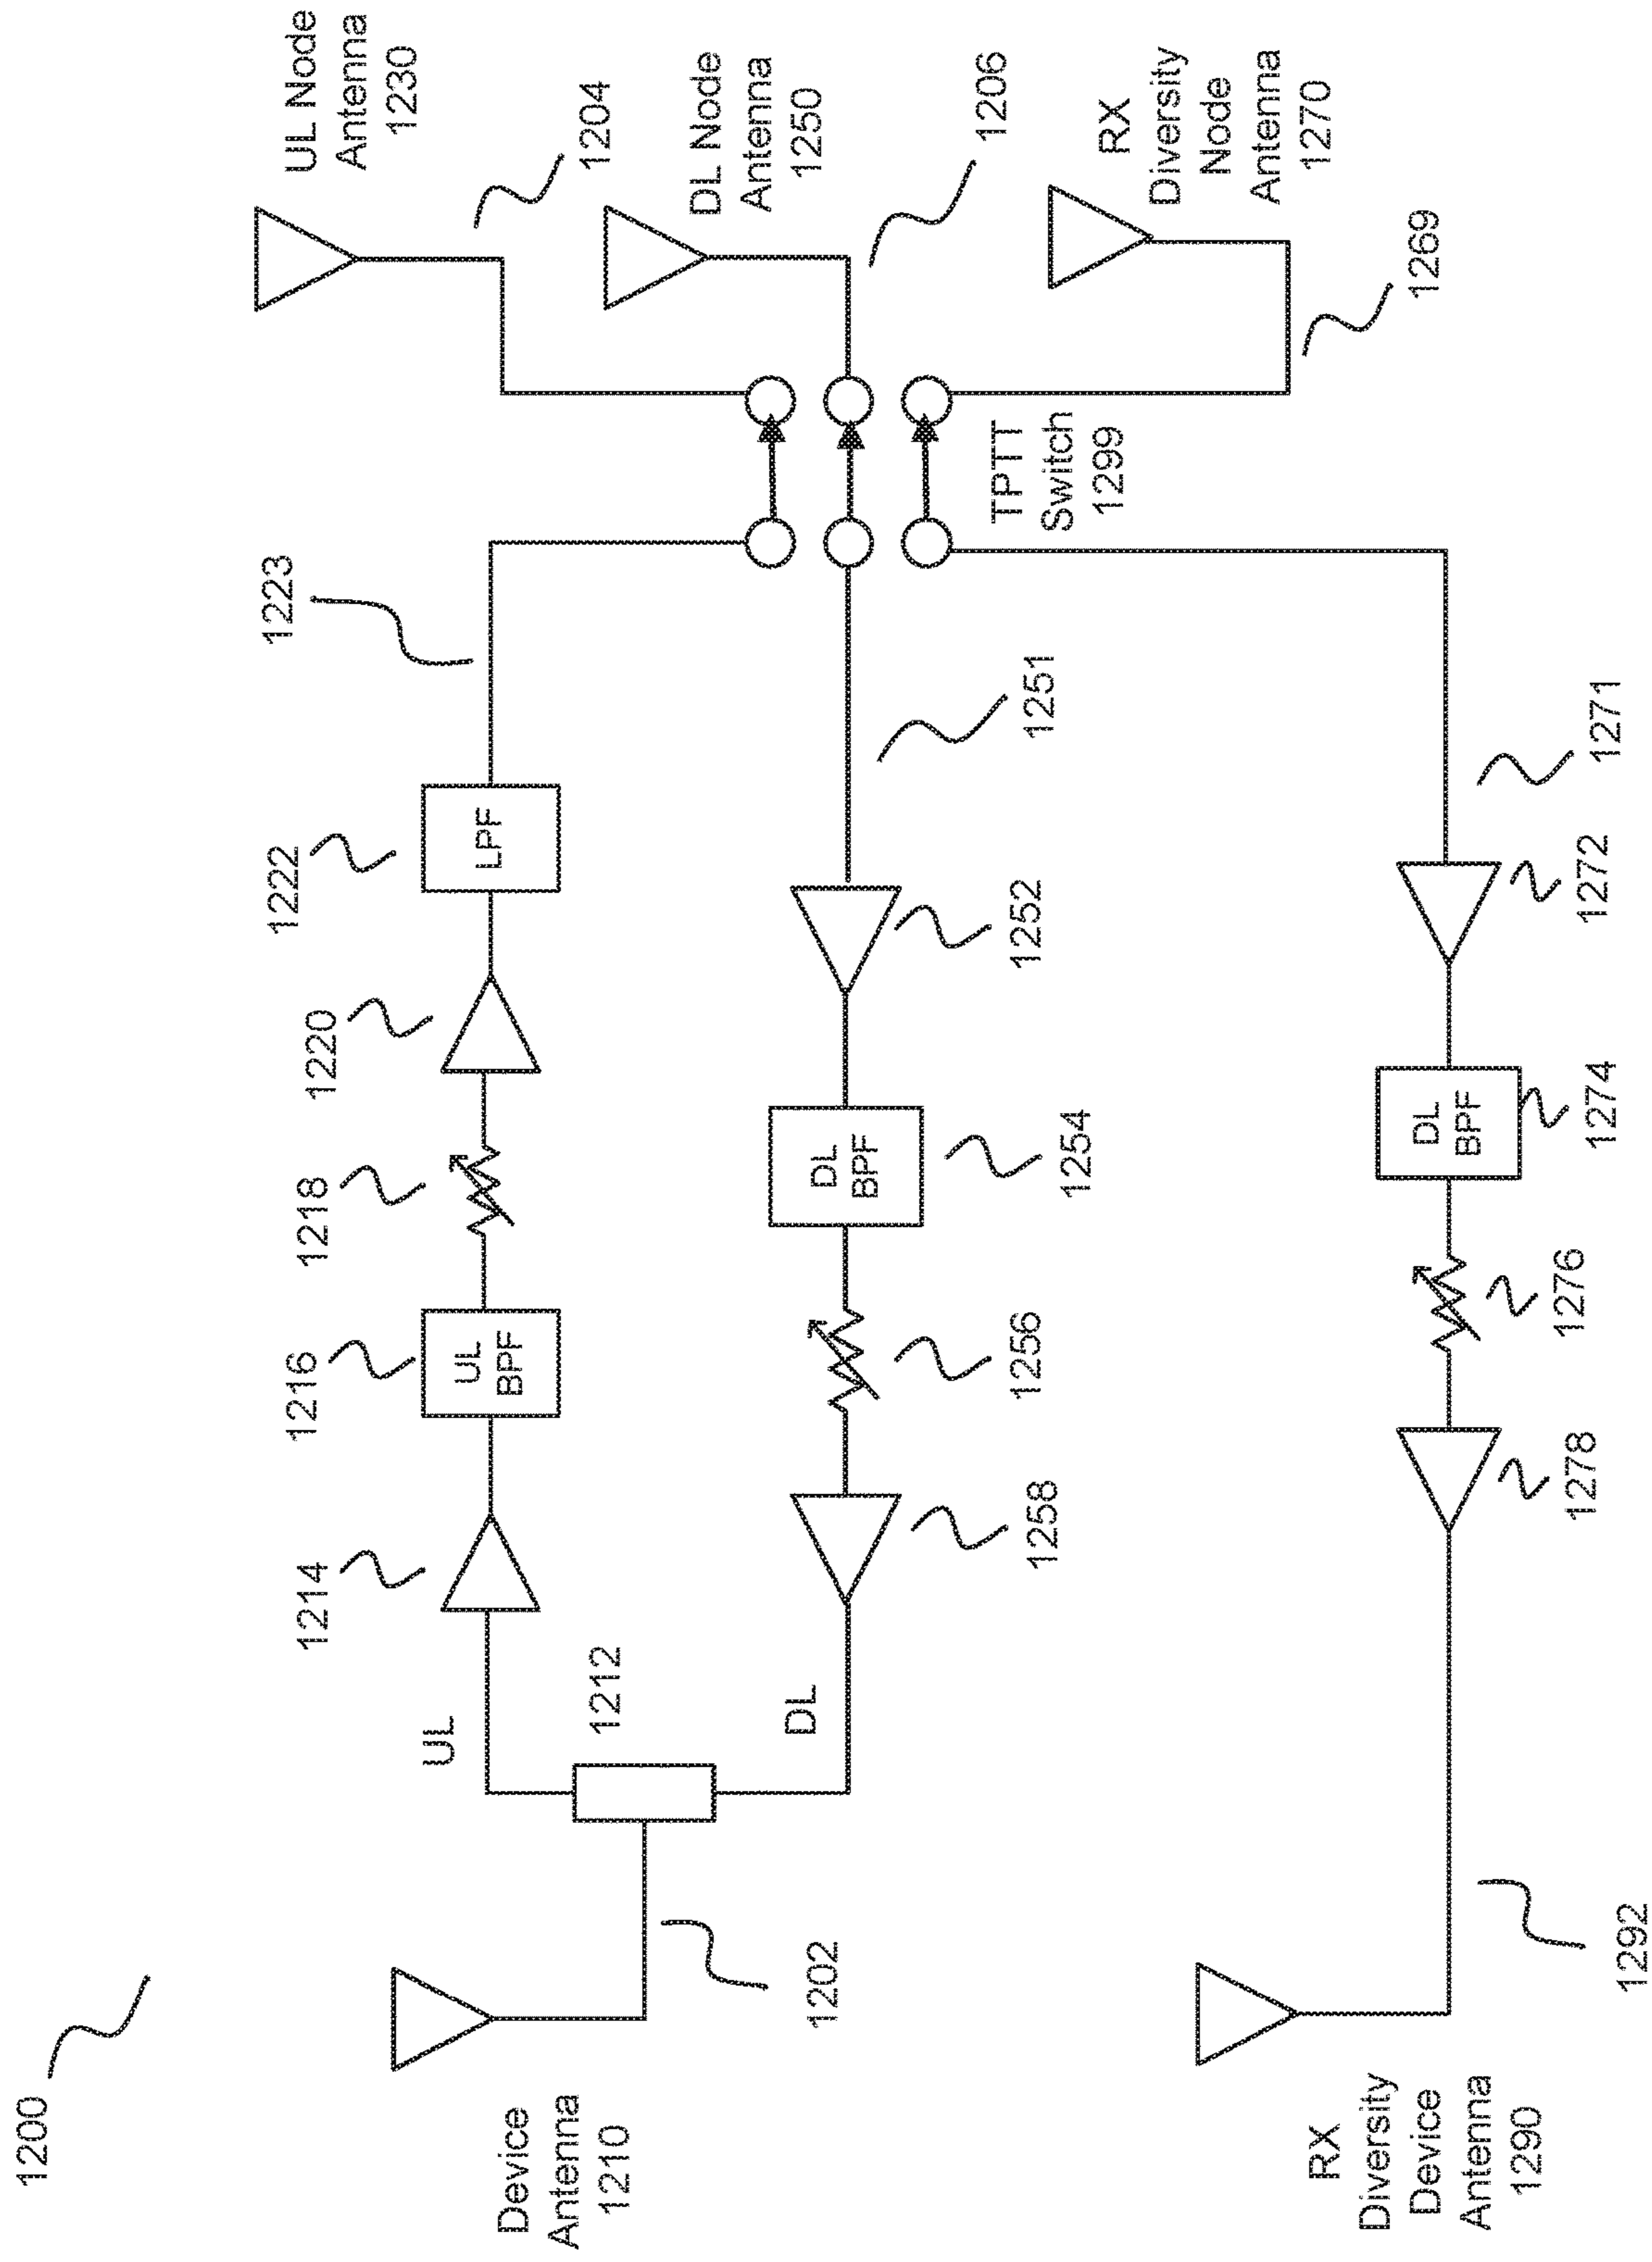 1200
UL Node
Antenna
1230
1204
DL Node
Antenna
1250
1206
RX
Diversity
Node
Antenna
1270
1269
1223
1222
LPF
1220
1218
1216
UL
BPF
1214
UL
1212
DL
1202
Device
Antenna
1210
TPTT
Switch
1299
1251
1252
DL
BPF
1254
1256
1258
1271
1272
DL
BPF
1274
1276
1278
1292
RX
Diversity
Device
Antenna
1290